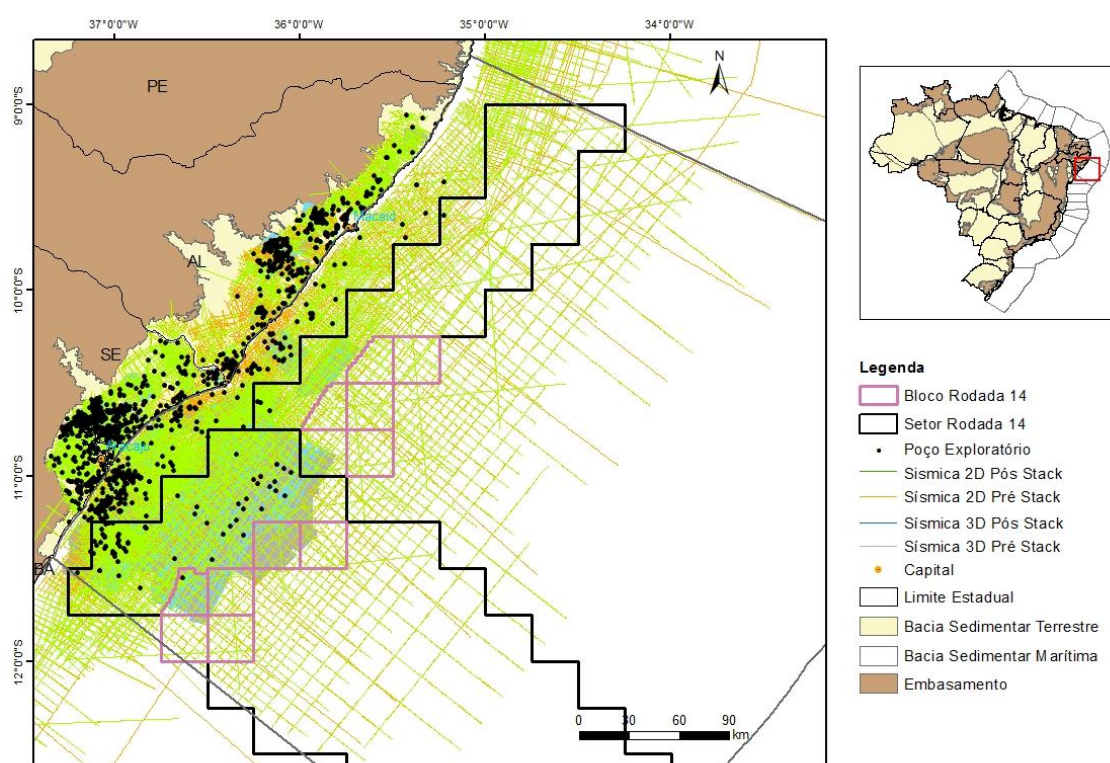 37°0'0"W 36°0'0"W 35°0'0"W 34°0'0"W
N
PE
9°0'0"S
Maceió
AL
10°0'0"S
SE
Aracaju
11°0'0"S
BA
12°0'0"S
0 30 60 90
km
Legenda
Bloco Rodada 14
Setor Rodada 14
Poço Exploratório
Sísmica 2D Pós Stack
Sísmica 2D Pré Stack
Sísmica 3D Pós Stack
Sísmica 3D Pré Stack
Capital
Limite Estadual
Bacia Sedimentar Terrestre
Bacia Sedimentar Marítima
Embasamento